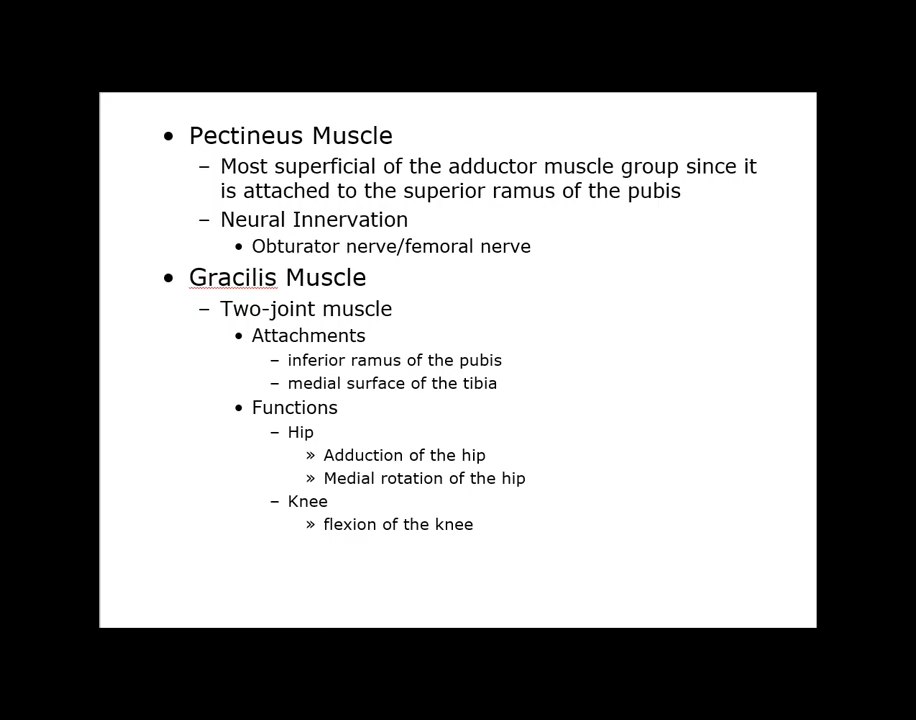 • Pectineus Muscle
– Most superficial of the adductor muscle group since it
is attached to the superior ramus of the pubis
– Neural Innervation
• Obturator nerve/femoral nerve
• Gracilis Muscle
– Two-joint muscle
• Attachments
– inferior ramus of the pubis
– medial surface of the tibia
• Functions
– Hip
» Adduction of the hip
» Medial rotation of the hip
– Knee
» flexion of the knee